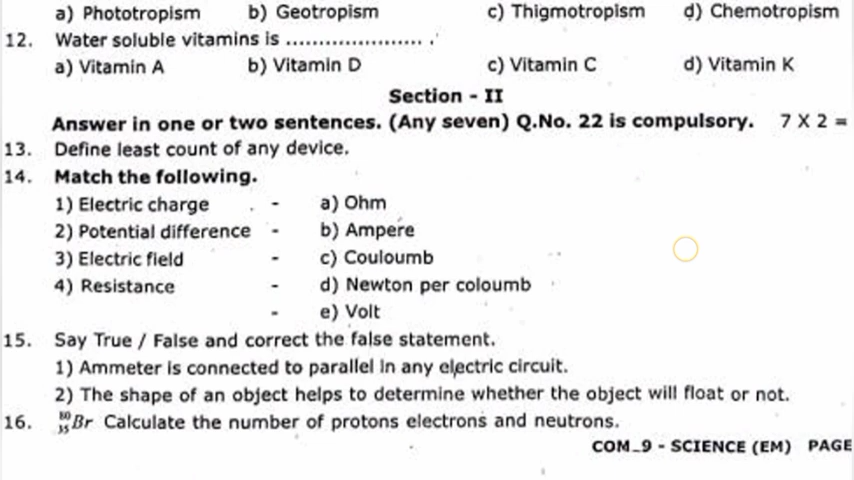 a) Phototropism b) Geotropism c) Thigmotropism d) Chemotropism
12. Water soluble vitamins is ..................... .
a) Vitamin A b) Vitamin D c) Vitamin C d) Vitamin K
Section - II
Answer in one or two sentences. (Any seven) Q.No. 22 is compulsory. 7 X 2 =
13. Define least count of any device.
14. Match the following.
1) Electric charge - a) Ohm
2) Potential difference - b) Ampere
3) Electric field - c) Couloumb
4) Resistance - d) Newton per coloumb
- e) Volt
15. Say True / False and correct the false statement.
1) Ammeter is connected to parallel in any electric circuit.
2) The shape of an object helps to determine whether the object will float or not.
16. ⁸⁰₃₅Br Calculate the number of protons electrons and neutrons.
COM_9 - SCIENCE (EM) PAGE